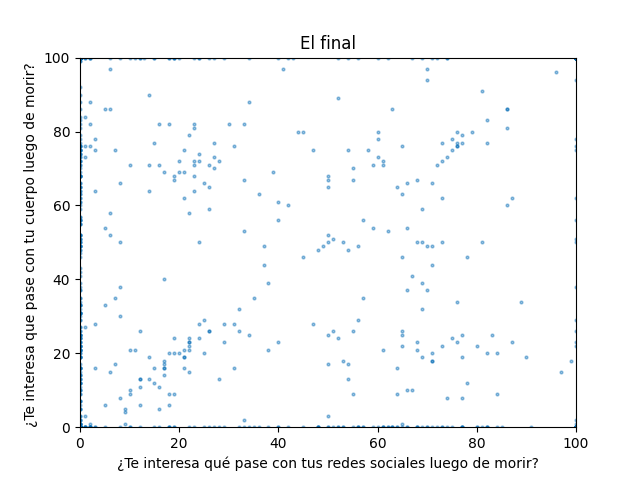 El final
¿Te interesa que pase con tu cuerpo luego de morir?
100
80
60
40
20
0
0 20 40 60 80 100
¿Te interesa qué pase con tus redes sociales luego de morir?